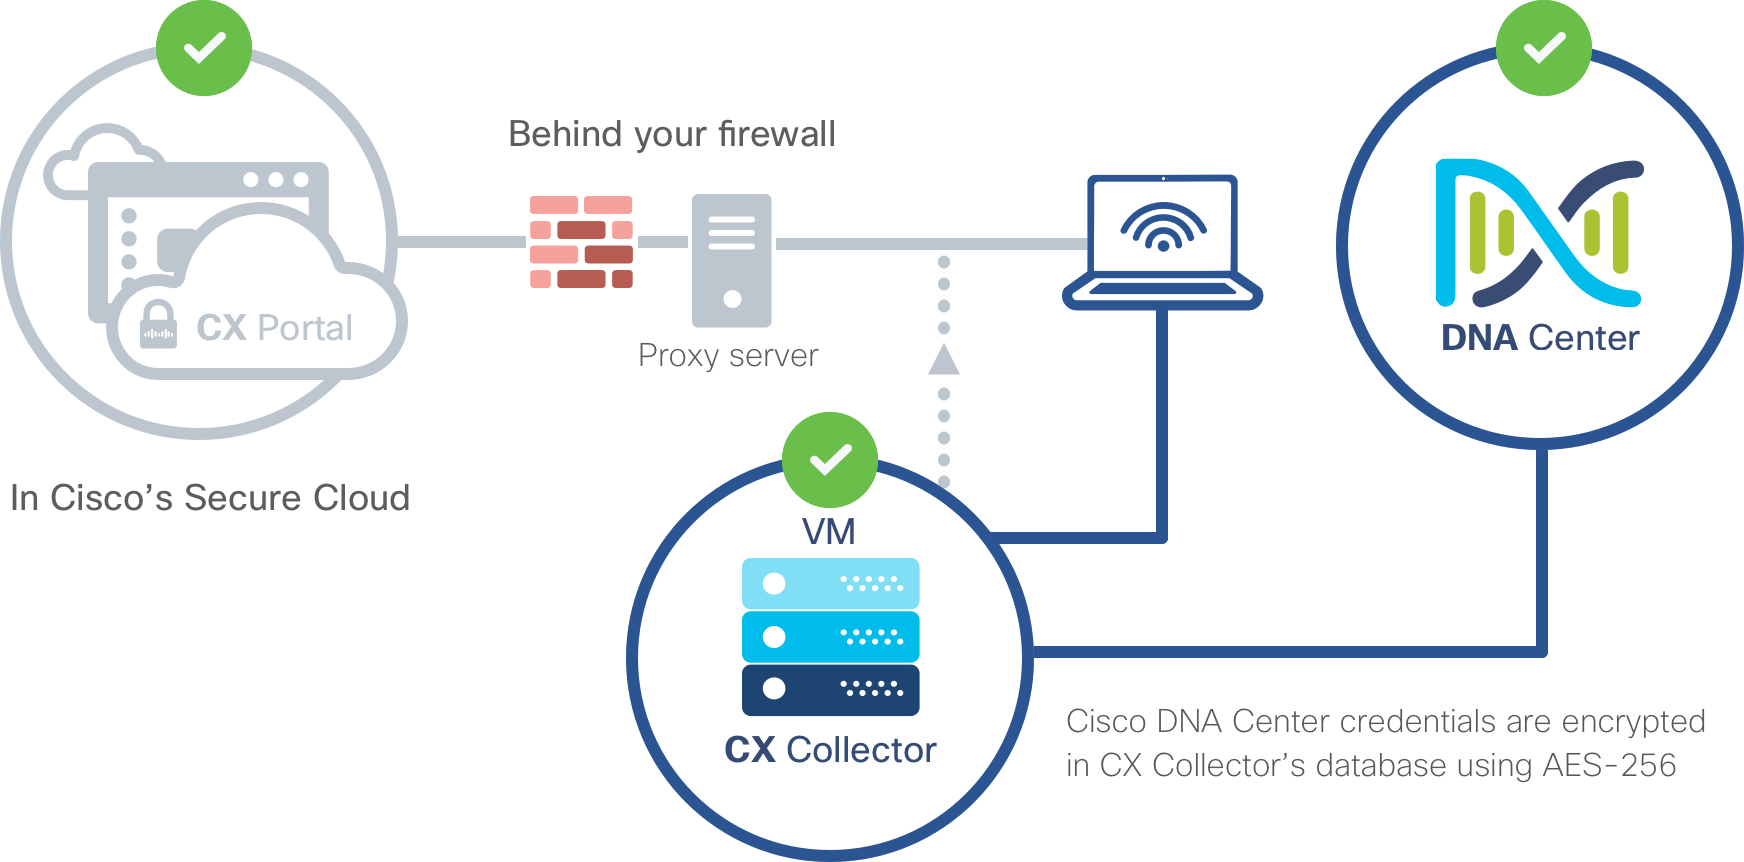 Behind your firewall
CX Portal
DNA Center
Proxy server
In Cisco's Secure Cloud
VM
CX Collector
Cisco DNA Center credentials are encrypted
in CX Collector's database using AES-256